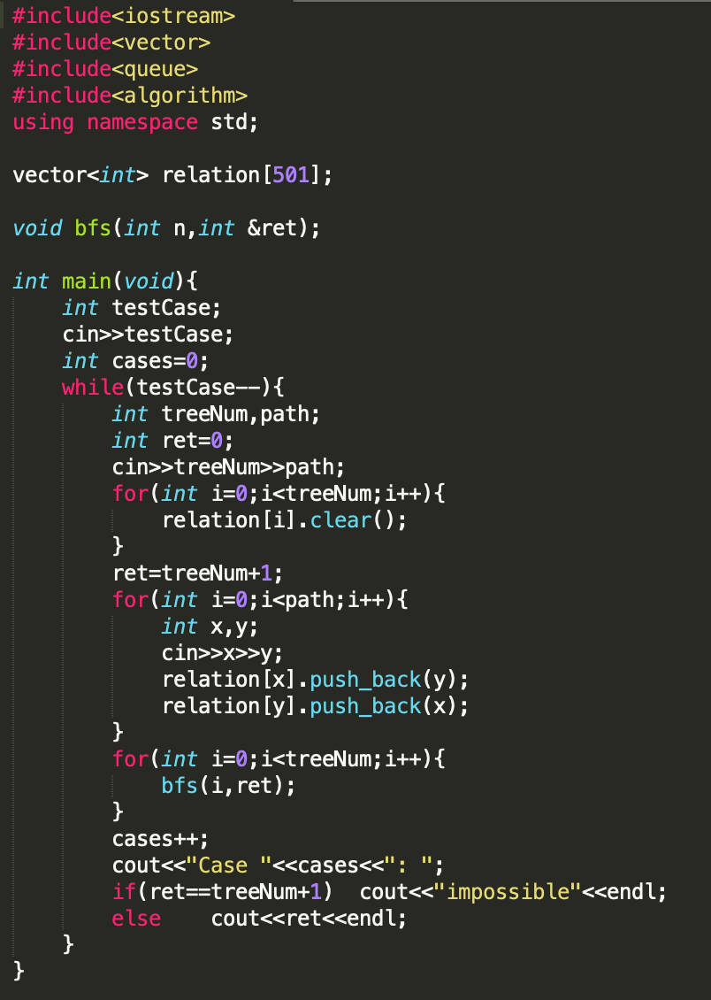 #include<iostream>
#include<vector>
#include<queue>
#include<algorithm>
using namespace std;

vector<int> relation[501];

void bfs(int n,int &ret);

int main(void){
    int testCase;
    cin>>testCase;
    int cases=0;
    while(testCase--){
        int treeNum,path;
        int ret=0;
        cin>>treeNum>>path;
        for(int i=0;i<treeNum;i++){
            relation[i].clear();
        }
        ret=treeNum+1;
        for(int i=0;i<path;i++){
            int x,y;
            cin>>x>>y;
            relation[x].push_back(y);
            relation[y].push_back(x);
        }
        for(int i=0;i<treeNum;i++){
            bfs(i,ret);
        }
        cases++;
        cout<<"Case "<<cases<<": ";
        if(ret==treeNum+1)  cout<<"impossible"<<endl;
        else    cout<<ret<<endl;
    }
}